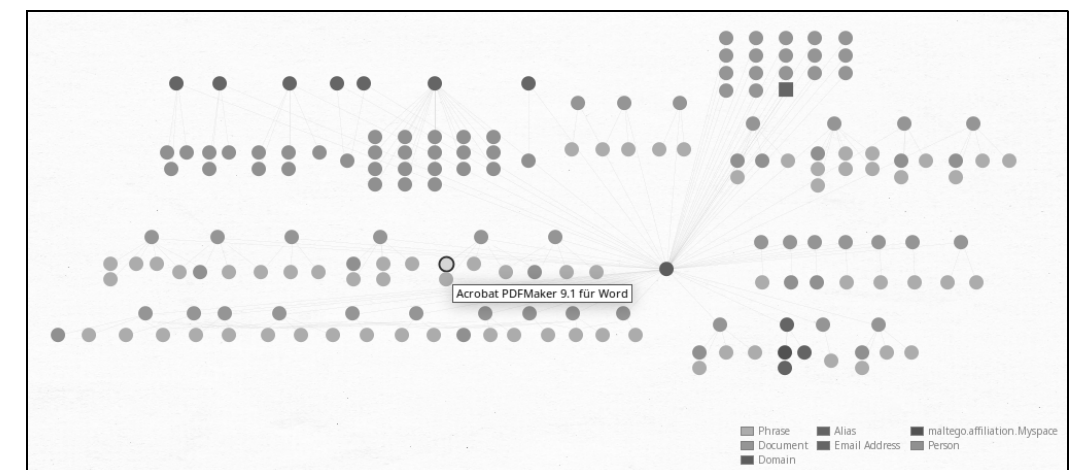 Acrobat PDFMaker 9.1 für Word
Phrase Alias maltego.affiliation.Myspace
Document Email Address Person
Domain